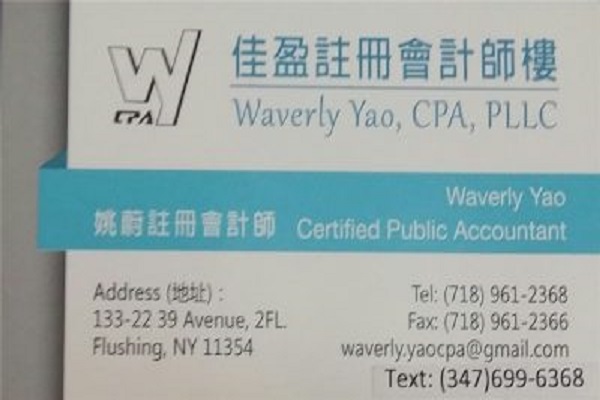 W
CPA
佳盈註冊會計師樓
Waverly Yao, CPA, PLLC
Waverly Yao
姚蔚註冊會計師 Certified Public Accountant
Address (地址) :
133-22 39 Avenue, 2FL.
Flushing, NY 11354
Tel: (718) 961-2368
Fax: (718) 961-2366
waverly.yaocpa@gmail.com
Text: (347)699-6368